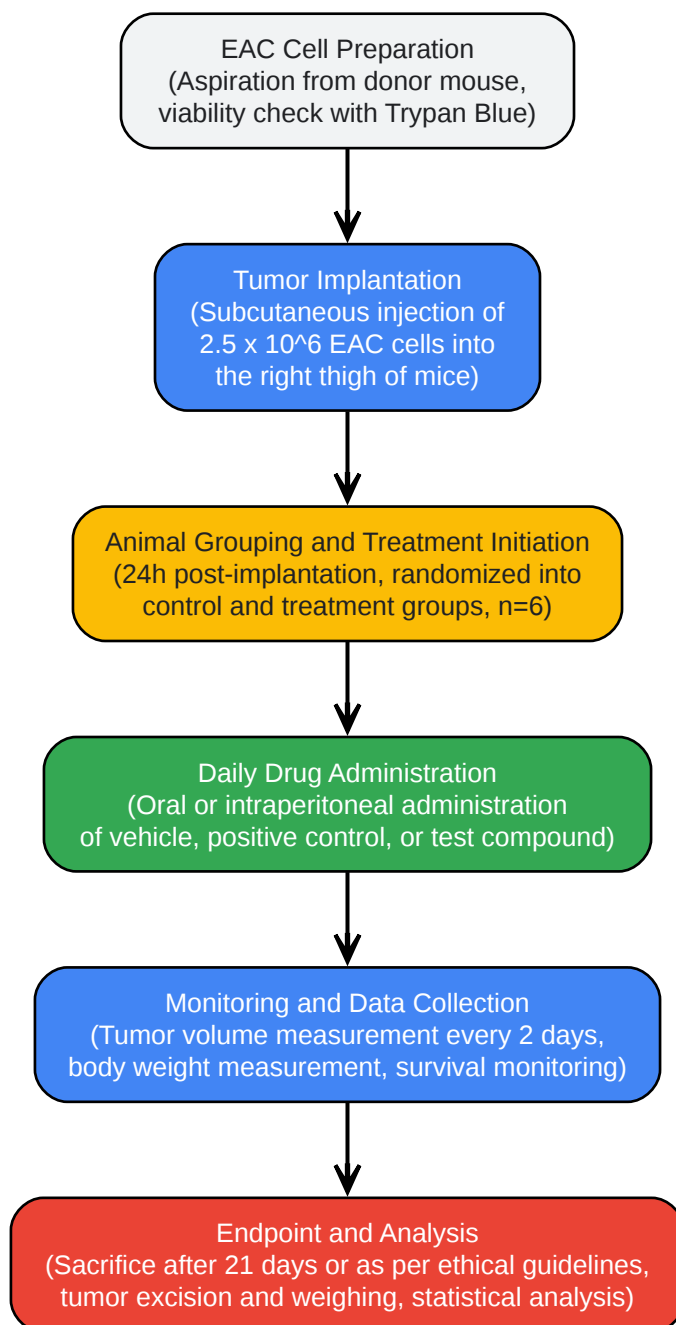 EAC Cell Preparation
(Aspiration from donor mouse,
viability check with Trypan Blue)
Tumor Implantation
(Subcutaneous injection of
2.5 x 10^6 EAC cells into
the right thigh of mice)
Animal Grouping and Treatment Initiation
(24h post-implantation, randomized into
control and treatment groups, n=6)
Daily Drug Administration
(Oral or intraperitoneal administration
of vehicle, positive control, or test compound)
Monitoring and Data Collection
(Tumor volume measurement every 2 days,
body weight measurement, survival monitoring)
Endpoint and Analysis
(Sacrifice after 21 days or as per ethical guidelines,
tumor excision and weighing, statistical analysis)